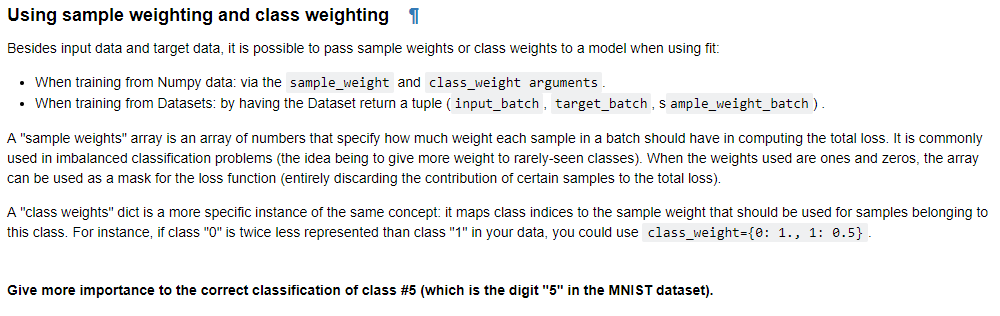 Using sample weighting and class weighting ¶
Besides input data and target data, it is possible to pass sample weights or class weights to a model when using fit:
• When training from Numpy data: via the sample_weight and class_weight arguments .
• When training from Datasets: by having the Dataset return a tuple ( input_batch , target_batch , s ample_weight_batch ) .
A "sample weights" array is an array of numbers that specify how much weight each sample in a batch should have in computing the total loss. It is commonly
used in imbalanced classification problems (the idea being to give more weight to rarely-seen classes). When the weights used are ones and zeros, the array
can be used as a mask for the loss function (entirely discarding the contribution of certain samples to the total loss).
A "class weights" dict is a more specific instance of the same concept: it maps class indices to the sample weight that should be used for samples belonging to
this class. For instance, if class "0" is twice less represented than class "1" in your data, you could use class_weight={0: 1., 1: 0.5} .
Give more importance to the correct classification of class #5 (which is the digit "5" in the MNIST dataset).